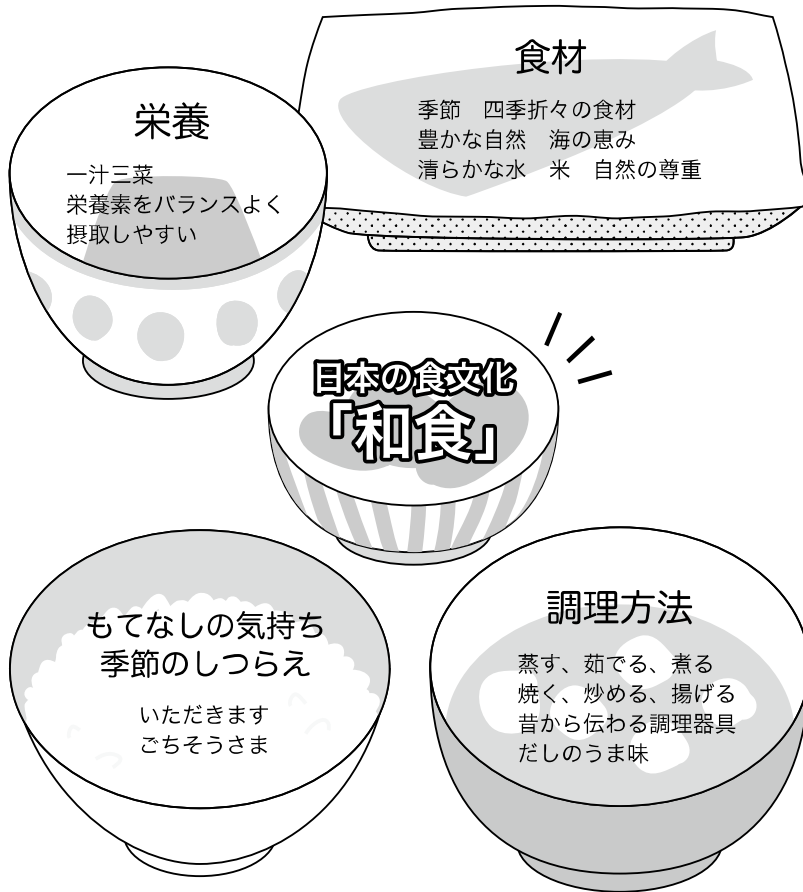 食材
季節　四季折々の食材
豊かな自然　海の恵み
清らかな水　米　自然の尊重
栄養
一汁三菜
栄養素をバランスよく
摂取しやすい
日本の食文化
「和食」
もてなしの気持ち
季節のしつらえ
いただきます
ごちそうさま
調理方法
蒸す、茹でる、煮る
焼く、炒める、揚げる
昔から伝わる調理器具
だしのうま味